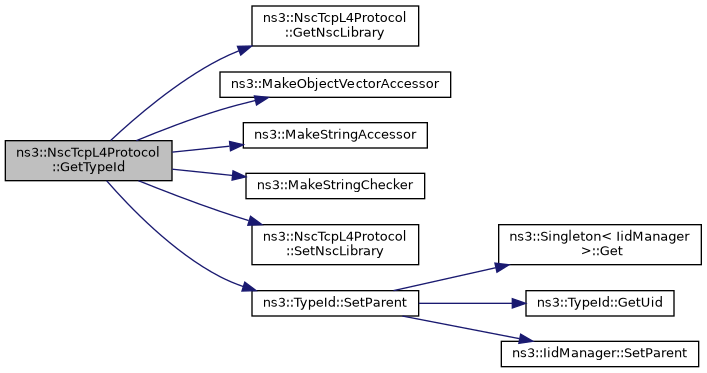 ns3::NscTcpL4Protocol
::GetTypeId
ns3::NscTcpL4Protocol
::GetNscLibrary
ns3::MakeObjectVectorAccessor
ns3::MakeStringAccessor
ns3::MakeStringChecker
ns3::NscTcpL4Protocol
::SetNscLibrary
ns3::TypeId::SetParent
ns3::Singleton< IidManager
>::Get
ns3::TypeId::GetUid
ns3::IidManager::SetParent